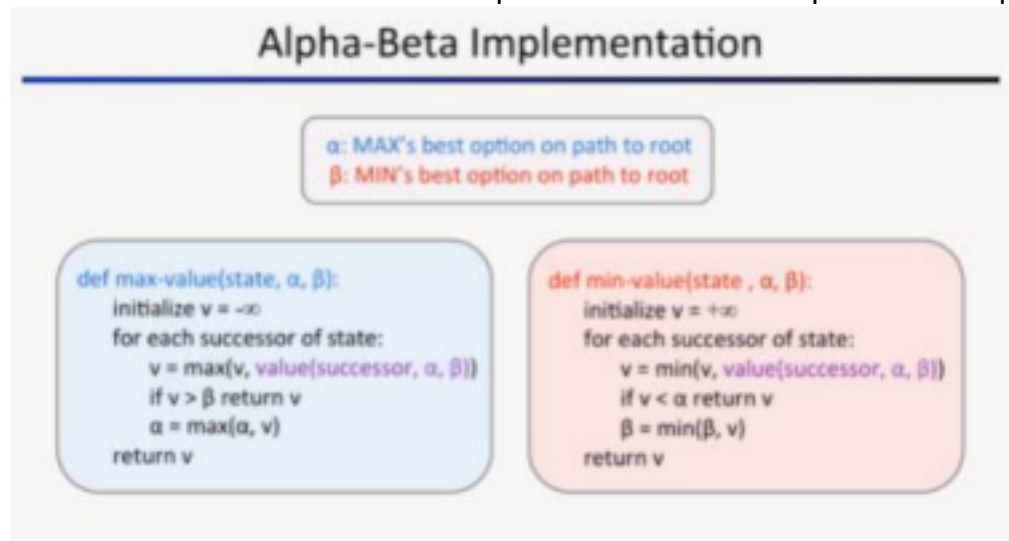 Alpha-Beta Implementation
α: MAX's best option on path to root
β: MIN's best option on path to root
def max-value(state, α, β):
initialize v = -∞
for each successor of state:
v = max(v, value(successor, α, β))
if v > β return v
α = max(α, v)
return v
def min-value(state , α, β):
initialize v = +∞
for each successor of state:
v = min(v, value(successor, α, β))
if v < α return v
β = min(β, v)
return v